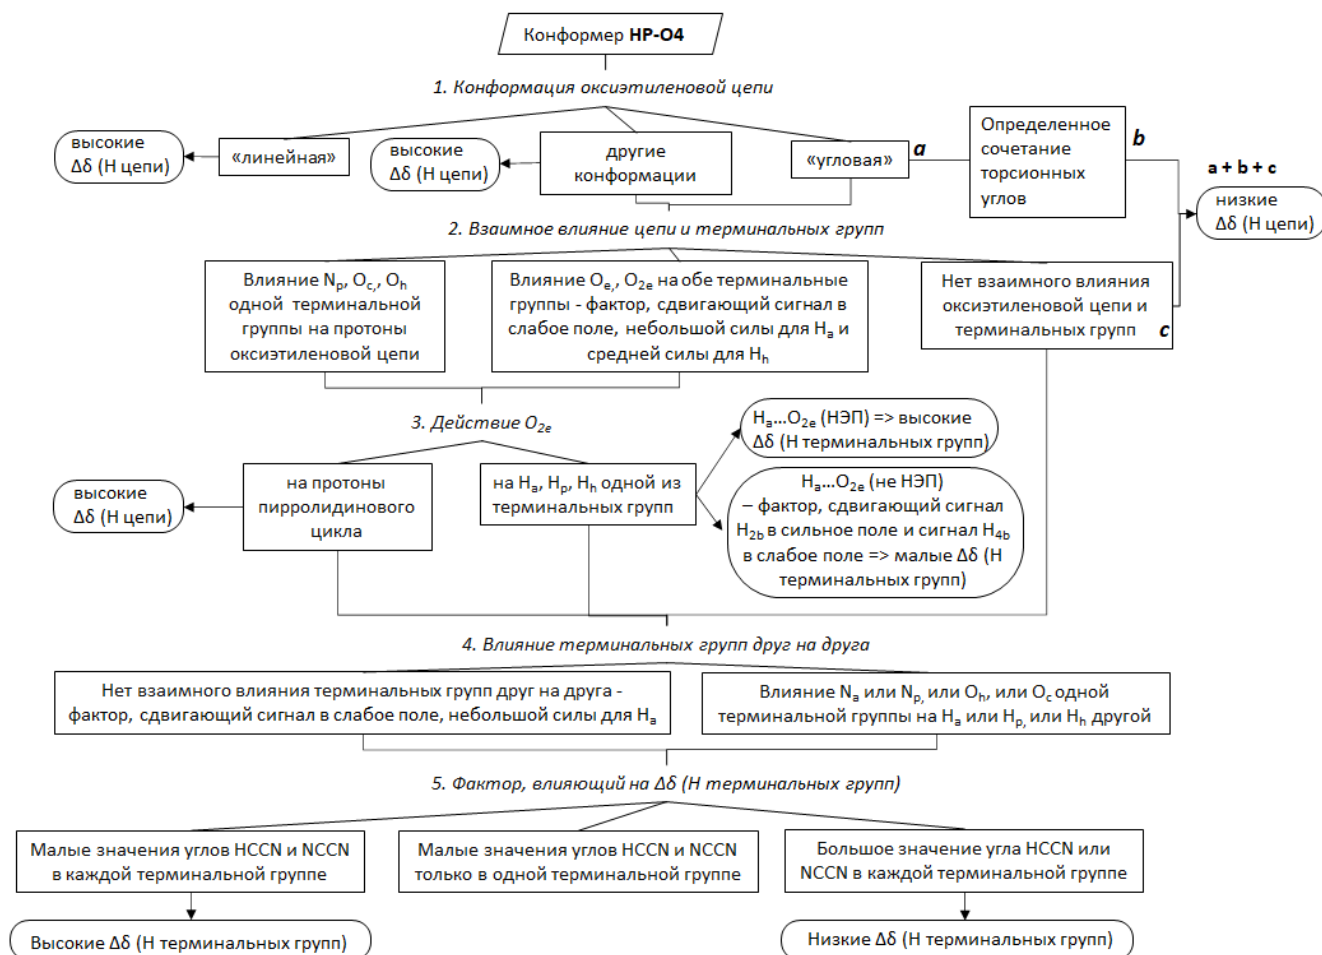 Конформер HP-O4
1. Конформация оксиэтиленовой цепи
высокие
Δδ (Н цепи)
«линейная»
высокие
Δδ (Н цепи)
другие
конформации
«угловая»
a
Определенное
сочетание
торсионных
углов
b
a + b + c
низкие
Δδ (Н цепи)
2. Взаимное влияние цепи и терминальных групп
Влияние Np, Oc,, Oh
одной терминальной
группы на протоны
оксиэтиленовой цепи
Влияние Oe,, O2e на обе терминальные
группы - фактор, сдвигающий сигнал в
слабое поле, небольшой силы для Ha и
средней силы для Hh
Нет взаимного влияния
оксиэтиленовой цепи и
терминальных групп
c
3. Действие O2e
высокие
Δδ (Н цепи)
на протоны
пирролидинового
цикла
на Ha, Hp, Hh одной из
терминальных групп
Ha...O2e (НЭП) => высокие
Δδ (Н терминальных групп)
Ha...O2e (не НЭП)
– фактор, сдвигающий сигнал
H2b в сильное поле и сигнал H4b
в слабое поле => малые Δδ (Н
терминальных групп)
4. Влияние терминальных групп друг на друга
Нет взаимного влияния терминальных групп друг на друга -
фактор, сдвигающий сигнал в слабое поле, небольшой силы для Ha
Влияние Na или Np, или Oh, или Oc одной
терминальной группы на Ha или Hp, или Hh другой
5. Фактор, влияющий на Δδ (Н терминальных групп)
Малые значения углов HCCN и NCCN
в каждой терминальной группе
Малые значения углов HCCN и NCCN
только в одной терминальной группе
Большое значение угла HCCN или
NCCN в каждой терминальной группе
Высокие Δδ (Н терминальных групп)
Низкие Δδ (Н терминальных групп)